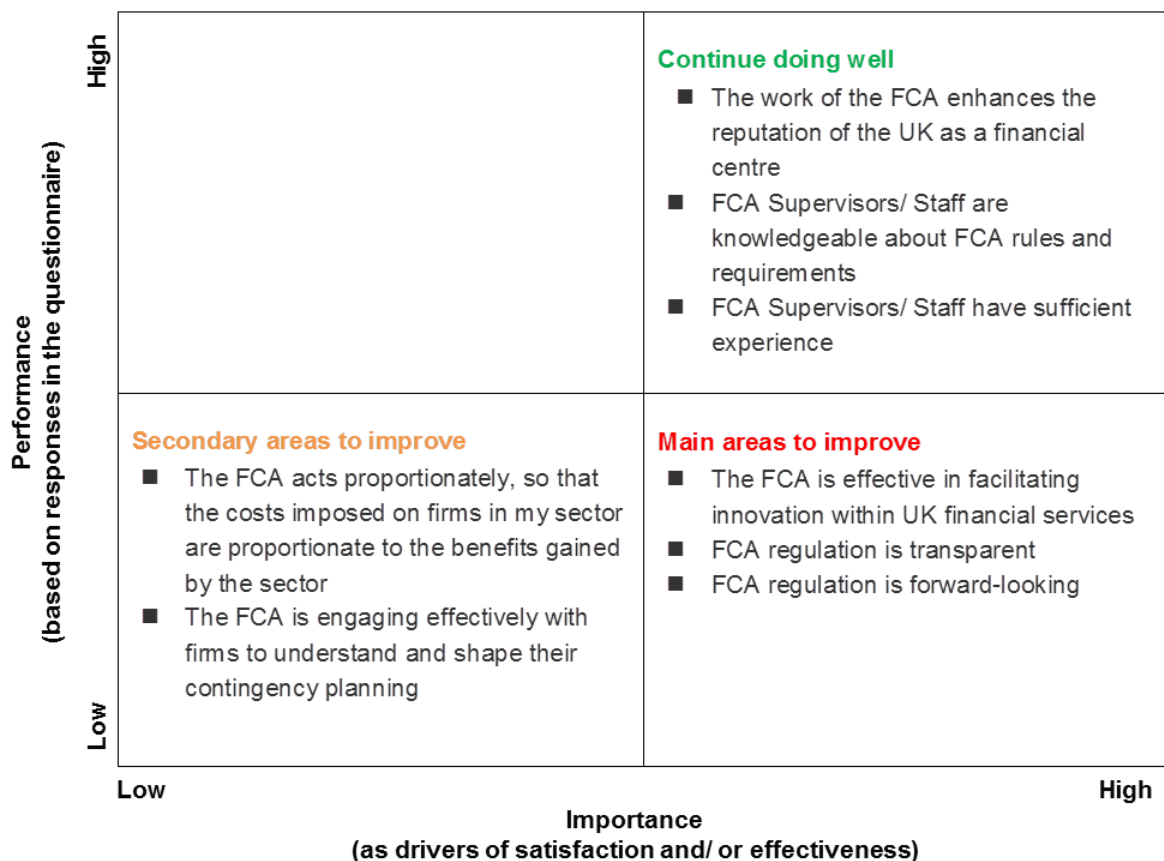 High
Performance
(based on responses in the questionnaire)
Low
Continue doing well
The work of the FCA enhances the
reputation of the UK as a financial
centre
FCA Supervisors/ Staff are
knowledgeable about FCA rules and
requirements
FCA Supervisors/ Staff have sufficient
experience
Secondary areas to improve
The FCA acts proportionately, so that
the costs imposed on firms in my sector
are proportionate to the benefits gained
by the sector
The FCA is engaging effectively with
firms to understand and shape their
contingency planning
Main areas to improve
The FCA is effective in facilitating
innovation within UK financial services
FCA regulation is transparent
FCA regulation is forward-looking
Low
High
Importance
(as drivers of satisfaction and/ or effectiveness)